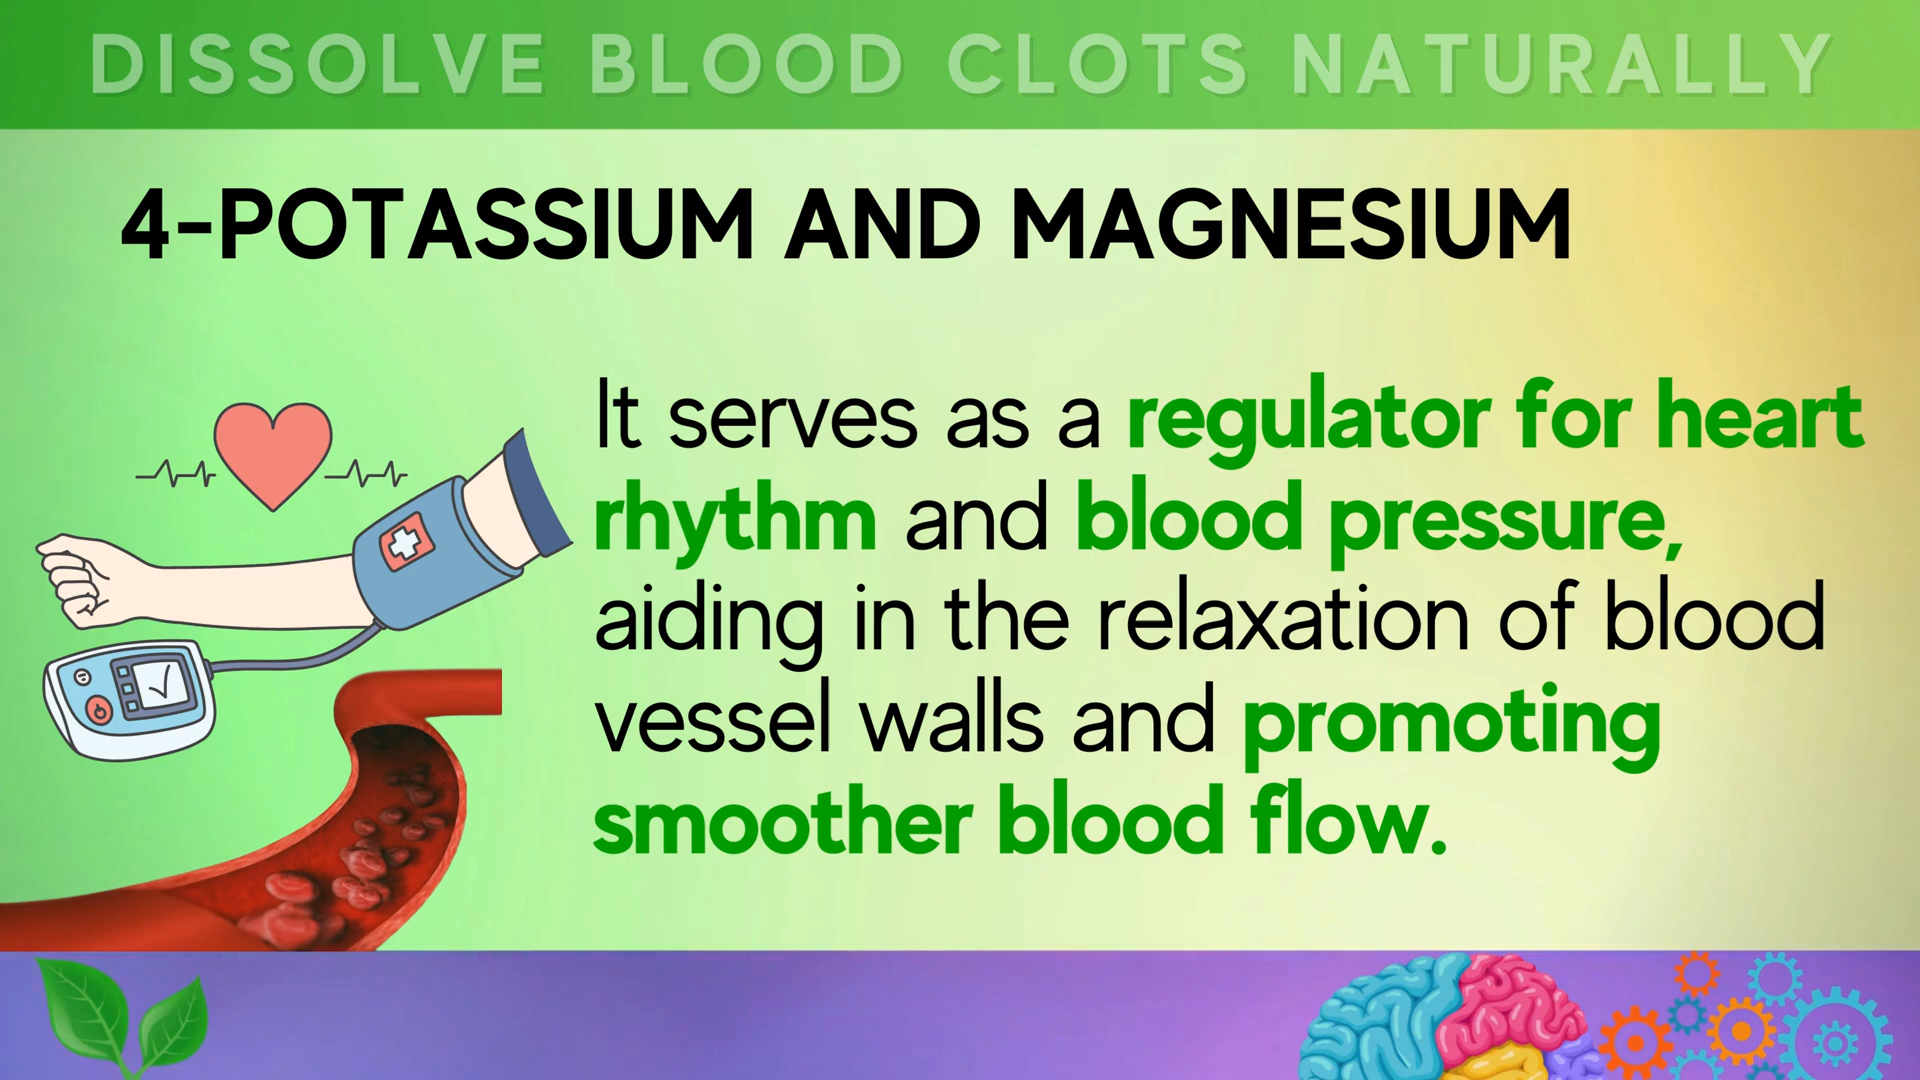 DISSOLVE BLOOD CLOTS NATURALLY
4-POTASSIUM AND MAGNESIUM
It serves as a regulator for heart
rhythm and blood pressure,
aiding in the relaxation of blood
vessel walls and promoting
smoother blood flow.